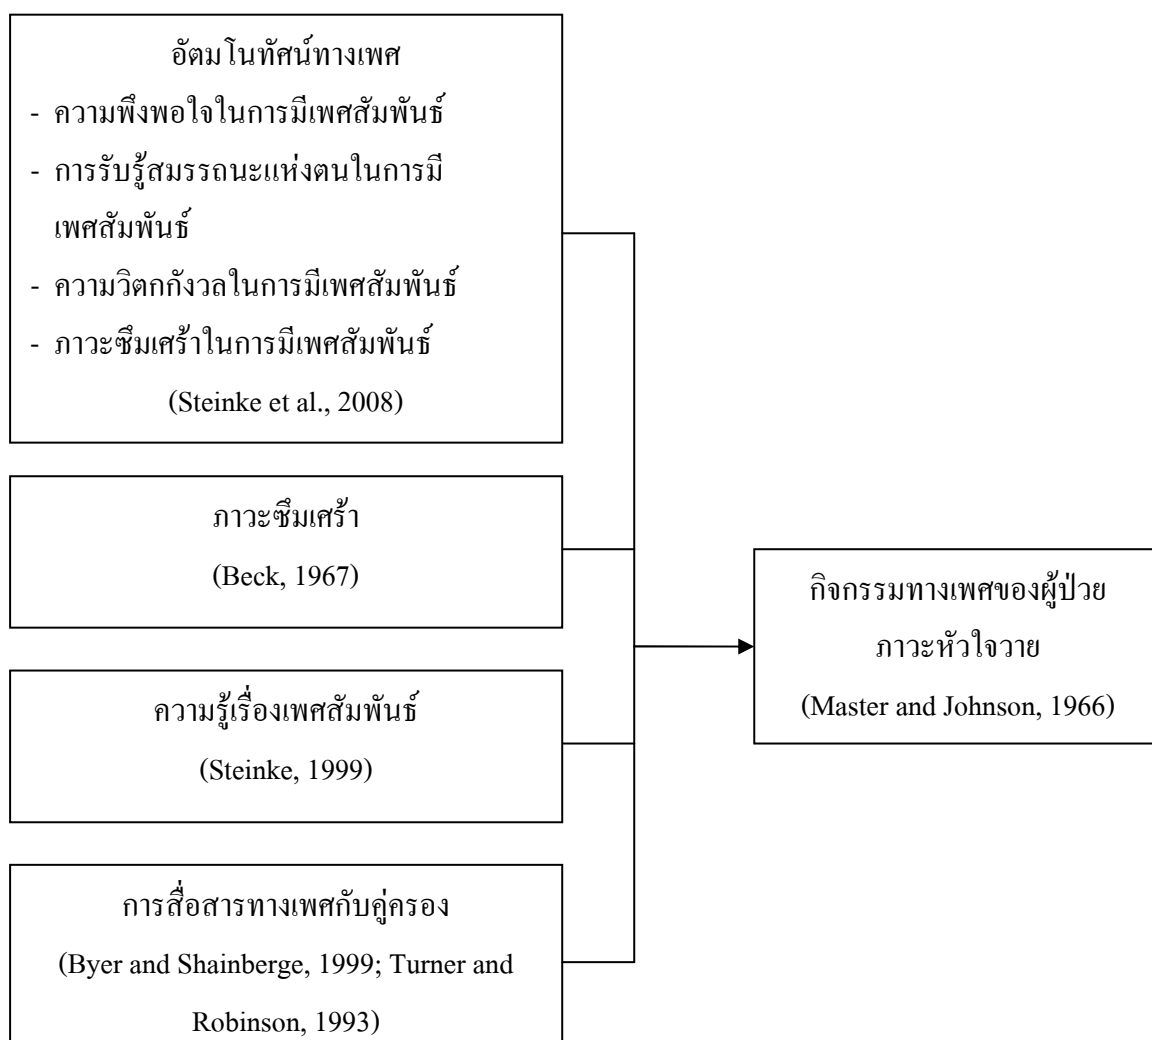 อัตมโนทัศน์ทางเพศ
- ความพึงพอใจในการมีเพศสัมพันธ์
- การรับรู้สมรรถนะแห่งตนในการมี
เพศสัมพันธ์
- ความวิตกกังวลในการมีเพศสัมพันธ์
- ภาวะซึมเศร้าในการมีเพศสัมพันธ์
(Steinke et al., 2008)
ภาวะซึมเศร้า
(Beck, 1967)
ความรู้เรื่องเพศสัมพันธ์
(Steinke, 1999)
การสื่อสารทางเพศกับคู่ครอง
(Byer and Shainberge, 1999; Turner and
Robinson, 1993)
กิจกรรมทางเพศของผู้ป่วย
ภาวะหัวใจวาย
(Master and Johnson, 1966)